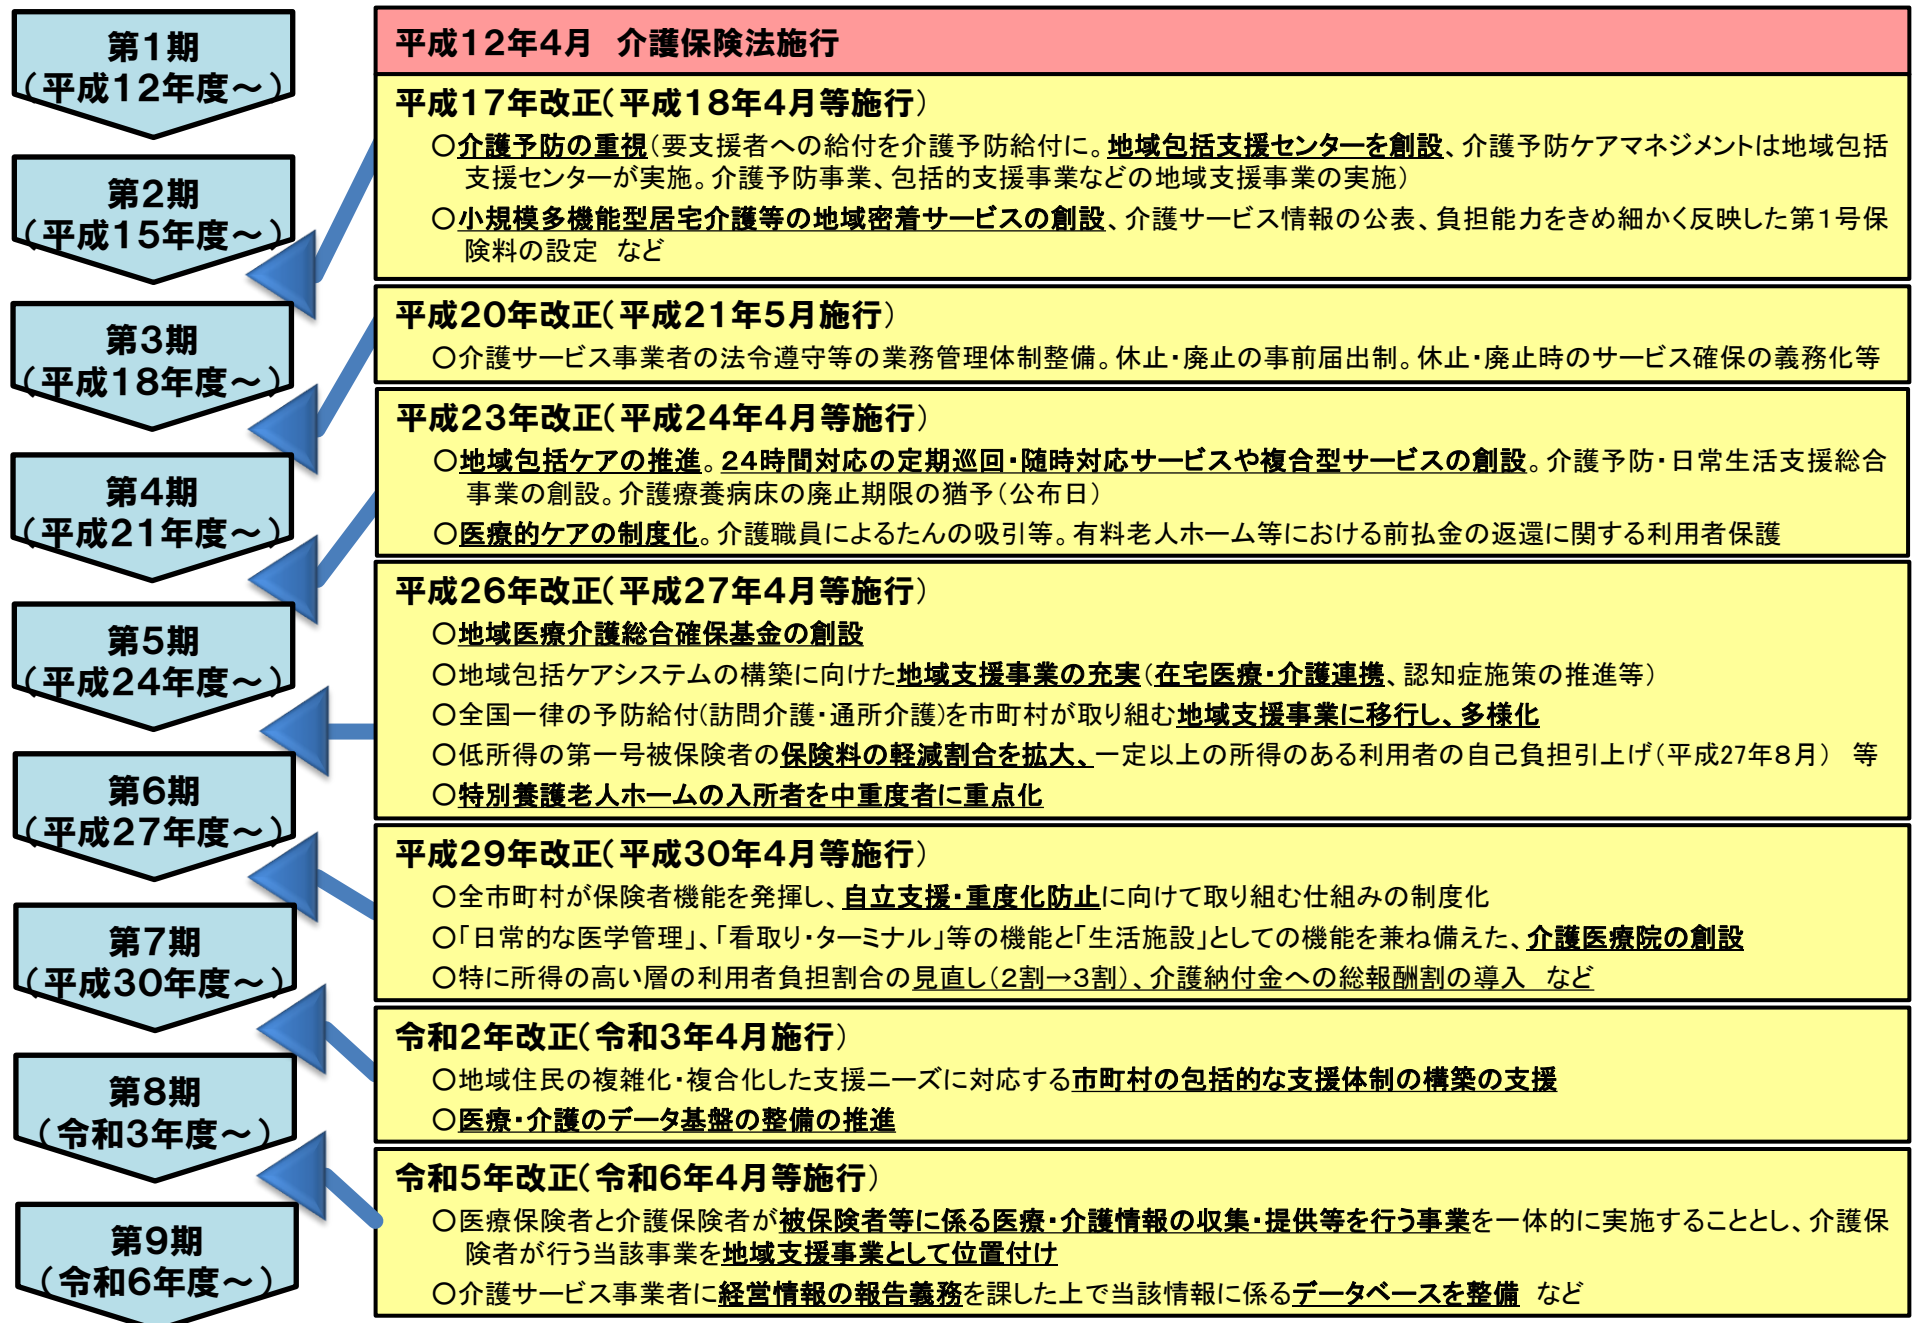 第1期
（平成12年度～）
第2期
（平成15年度～）
第3期
（平成18年度～）
第4期
（平成21年度～）
第5期
（平成24年度～）
第6期
（平成27年度～）
第7期
（平成30年度～）
第8期
（令和3年度～）
第9期
（令和6年度～）
平成12年4月　介護保険法施行
平成17年改正（平成18年4月等施行）
○介護予防の重視（要支援者への給付を介護予防給付に。地域包括支援センターを創設、介護予防ケアマネジメントは地域包括
支援センターが実施。介護予防事業、包括的支援事業などの地域支援事業の実施）
○小規模多機能型居宅介護等の地域密着サービスの創設、介護サービス情報の公表、負担能力をきめ細かく反映した第1号保
険料の設定　など
平成20年改正（平成21年5月施行）
○介護サービス事業者の法令遵守等の業務管理体制整備。休止・廃止の事前届出制。休止・廃止時のサービス確保の義務化等
平成23年改正（平成24年4月等施行）
○地域包括ケアの推進。24時間対応の定期巡回・随時対応サービスや複合型サービスの創設。介護予防・日常生活支援総合
事業の創設。介護療養病床の廃止期限の猶予（公布日）
○医療的ケアの制度化。介護職員によるたんの吸引等。有料老人ホーム等における前払金の返還に関する利用者保護
平成26年改正（平成27年4月等施行）
○地域医療介護総合確保基金の創設
○地域包括ケアシステムの構築に向けた地域支援事業の充実（在宅医療・介護連携、認知症施策の推進等）
○全国一律の予防給付(訪問介護・通所介護)を市町村が取り組む地域支援事業に移行し、多様化
○低所得の第一号被保険者の保険料の軽減割合を拡大、一定以上の所得のある利用者の自己負担引上げ（平成27年8月）　等
○特別養護老人ホームの入所者を中重度者に重点化
平成29年改正（平成30年4月等施行）
○全市町村が保険者機能を発揮し、自立支援・重度化防止に向けて取り組む仕組みの制度化
○「日常的な医学管理」、「看取り・ターミナル」等の機能と「生活施設」としての機能を兼ね備えた、介護医療院の創設
○特に所得の高い層の利用者負担割合の見直し（2割→3割）、介護納付金への総報酬割の導入　など
令和2年改正（令和3年4月施行）
○地域住民の複雑化・複合化した支援ニーズに対応する市町村の包括的な支援体制の構築の支援
○医療・介護のデータ基盤の整備の推進
令和5年改正（令和6年4月等施行）
○医療保険者と介護保険者が被保険者等に係る医療・介護情報の収集・提供等を行う事業を一体的に実施することとし、介護保
険者が行う当該事業を地域支援事業として位置付け
○介護サービス事業者に経営情報の報告義務を課した上で当該情報に係るデータベースを整備　など